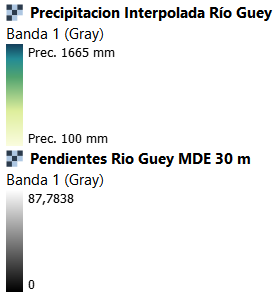 Precipitacion Interpolada Río Guey
Banda 1 (Gray)
Prec. 1665 mm
Prec. 100 mm
Pendientes Rio Guey MDE 30 m
Banda 1 (Gray)
87,7838
0